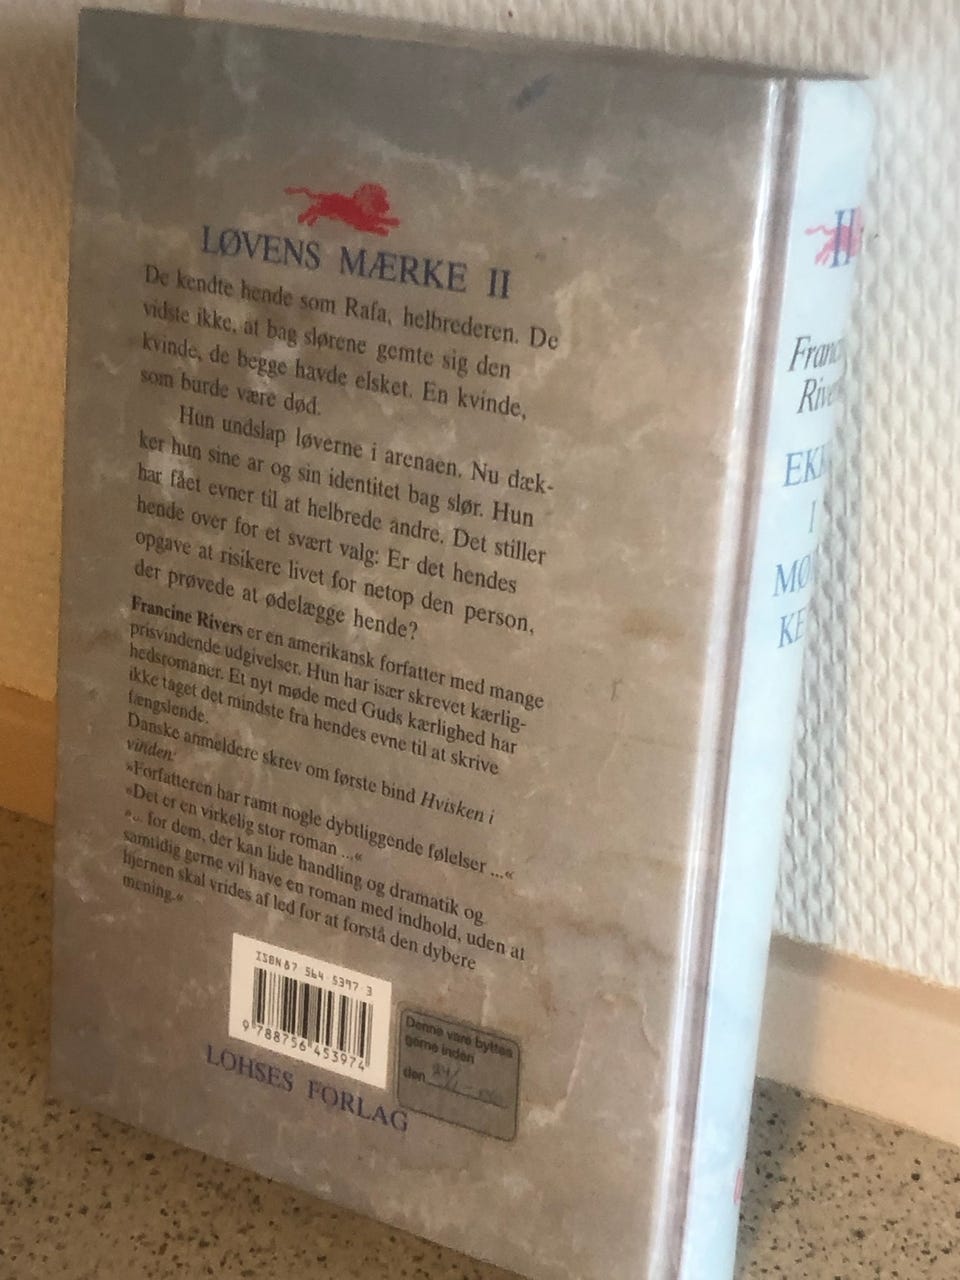 LØVENS MÆRKE II
De kendte hende som Rafa, helbrederen. De
vidste ikke, at bag slørene gemte sig den
kvinde, de begge havde elsket. En kvinde,
som burde være død.
Hun undslap løverne i arenaen. Nu dæk-
ker hun sine ar og sin identitet bag slør. Hun
har fået evner til at helbrede andre. Det stiller
hende over for et svært valg: Er det hendes
opgave at risikere livet for netop den person,
der prøvede at ødelægge hende?
Francine Rivers er en amerikansk forfatter med mange
prisvindende udgivelser. Hun har især skrevet kærlig-
hedsromaner. Et nyt møde med Guds kærlighed har
ikke taget det mindste fra hendes evne til at skrive
fængslende.
Danske anmeldere skrev om første bind Hvisken i
vinden:
»Forfatteren har ramt nogle dybtliggende følelser ...«
»Det er en virkelig stor roman ...«
»... for dem, der kan lide handling og dramatik og
samtidig gerne vil have en roman med indhold, uden at
hjernen skal vrides af led for at forstå den dybere
mening.«
ISBN 87 564 5397 3
9 788756 453974
LOHSES FORLAG
Denne vare byttes
gerne inden
den
II
Franc
Rive
EK
I
MØ
KE